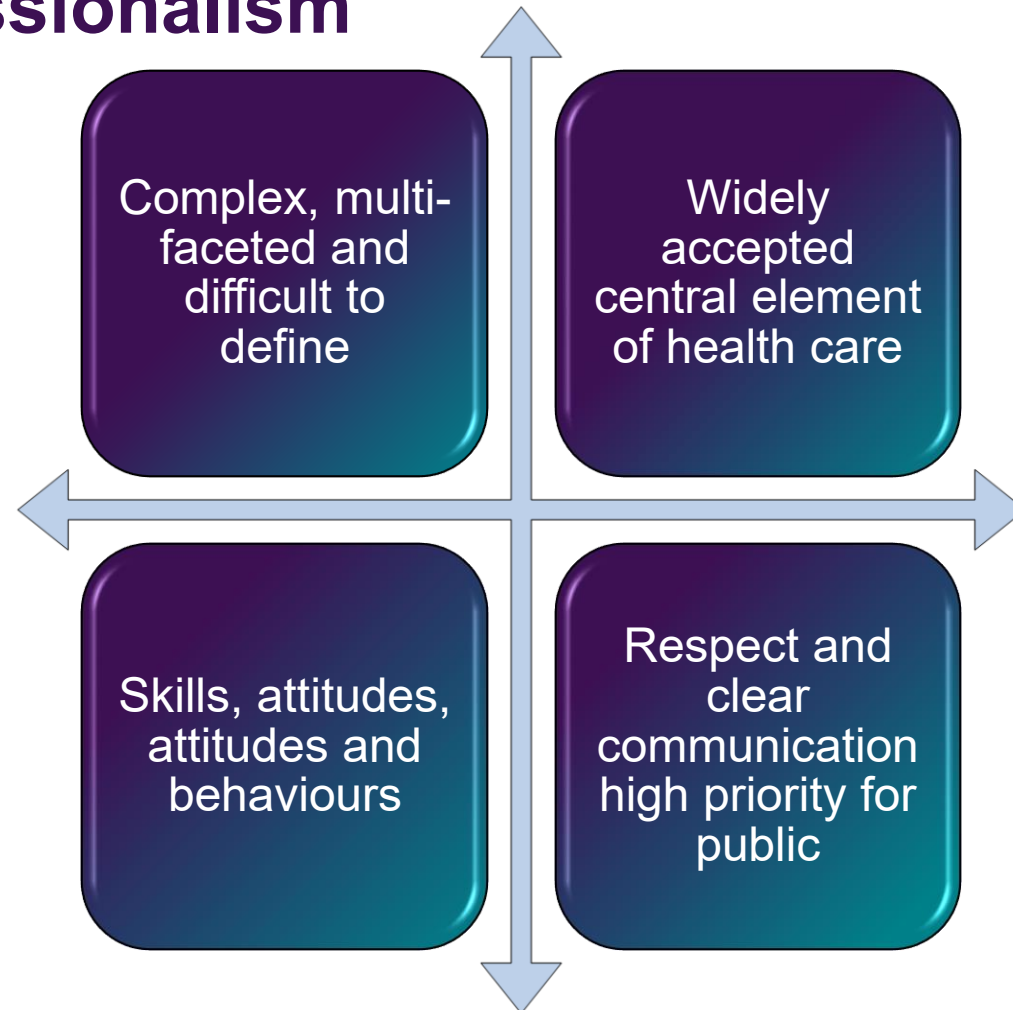 ssionalism
Complex, multi-
faceted and
difficult to
define
Widely
accepted
central element
of health care
Skills, attitudes,
attitudes and
behaviours
Respect and
clear
communication
high priority for
public